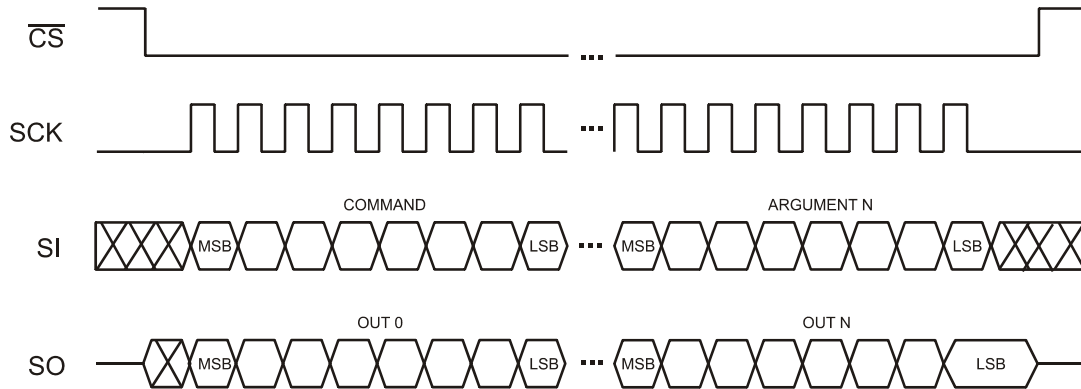 CS
...
SCK
...
COMMAND ARGUMENT N
SI MSB LSB ... MSB LSB
OUT 0 OUT N
SO MSB LSB ... MSB LSB